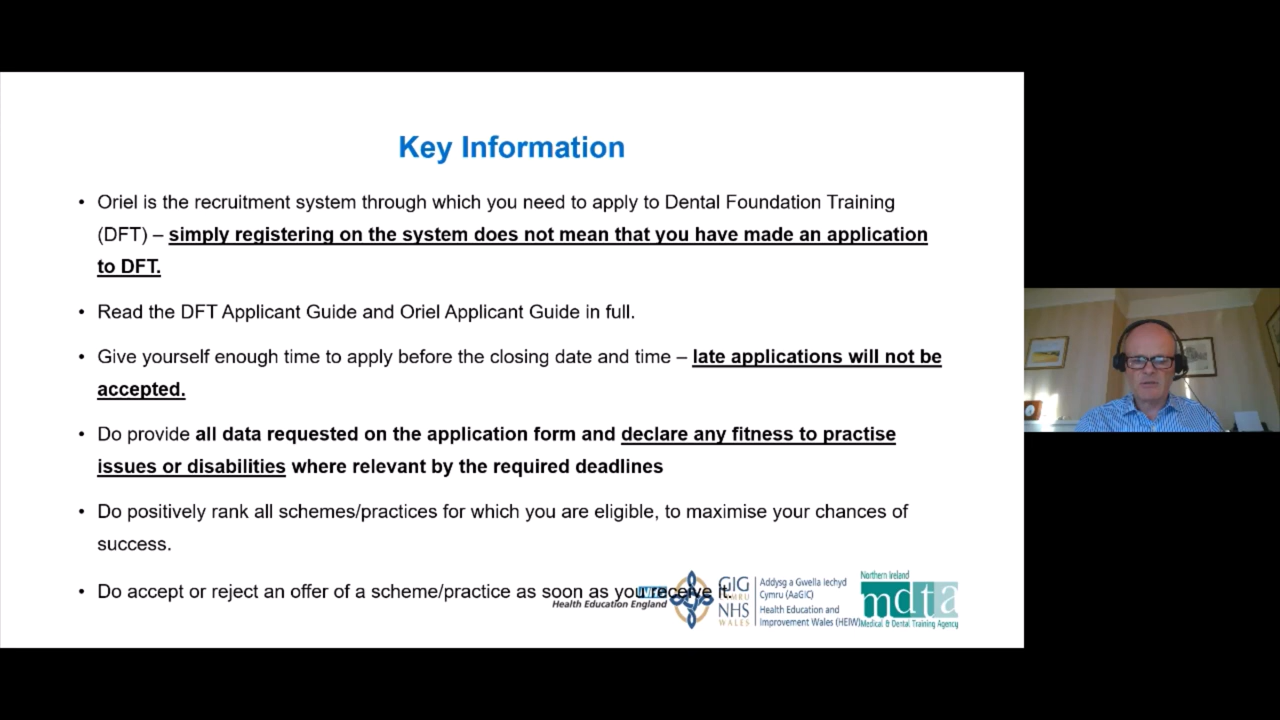 Key Information
• Oriel is the recruitment system through which you need to apply to Dental Foundation Training
(DFT) – simply registering on the system does not mean that you have made an application
to DFT.
• Read the DFT Applicant Guide and Oriel Applicant Guide in full.
• Give yourself enough time to apply before the closing date and time – late applications will not be
accepted.
• Do provide all data requested on the application form and declare any fitness to practise
issues or disabilities where relevant by the required deadlines
• Do positively rank all schemes/practices for which you are eligible, to maximise your chances of
success.
• Do accept or reject an offer of a scheme/practice as soon as you receive it.
Health Education England
GIG
CYMRU
NHS
WALES
Addysg a Gwella Iechyd
Cymru (AaGIC)
Health Education and
Improvement Wales (HEIW)
Northern Ireland
mdta
Medical & Dental Training Agency